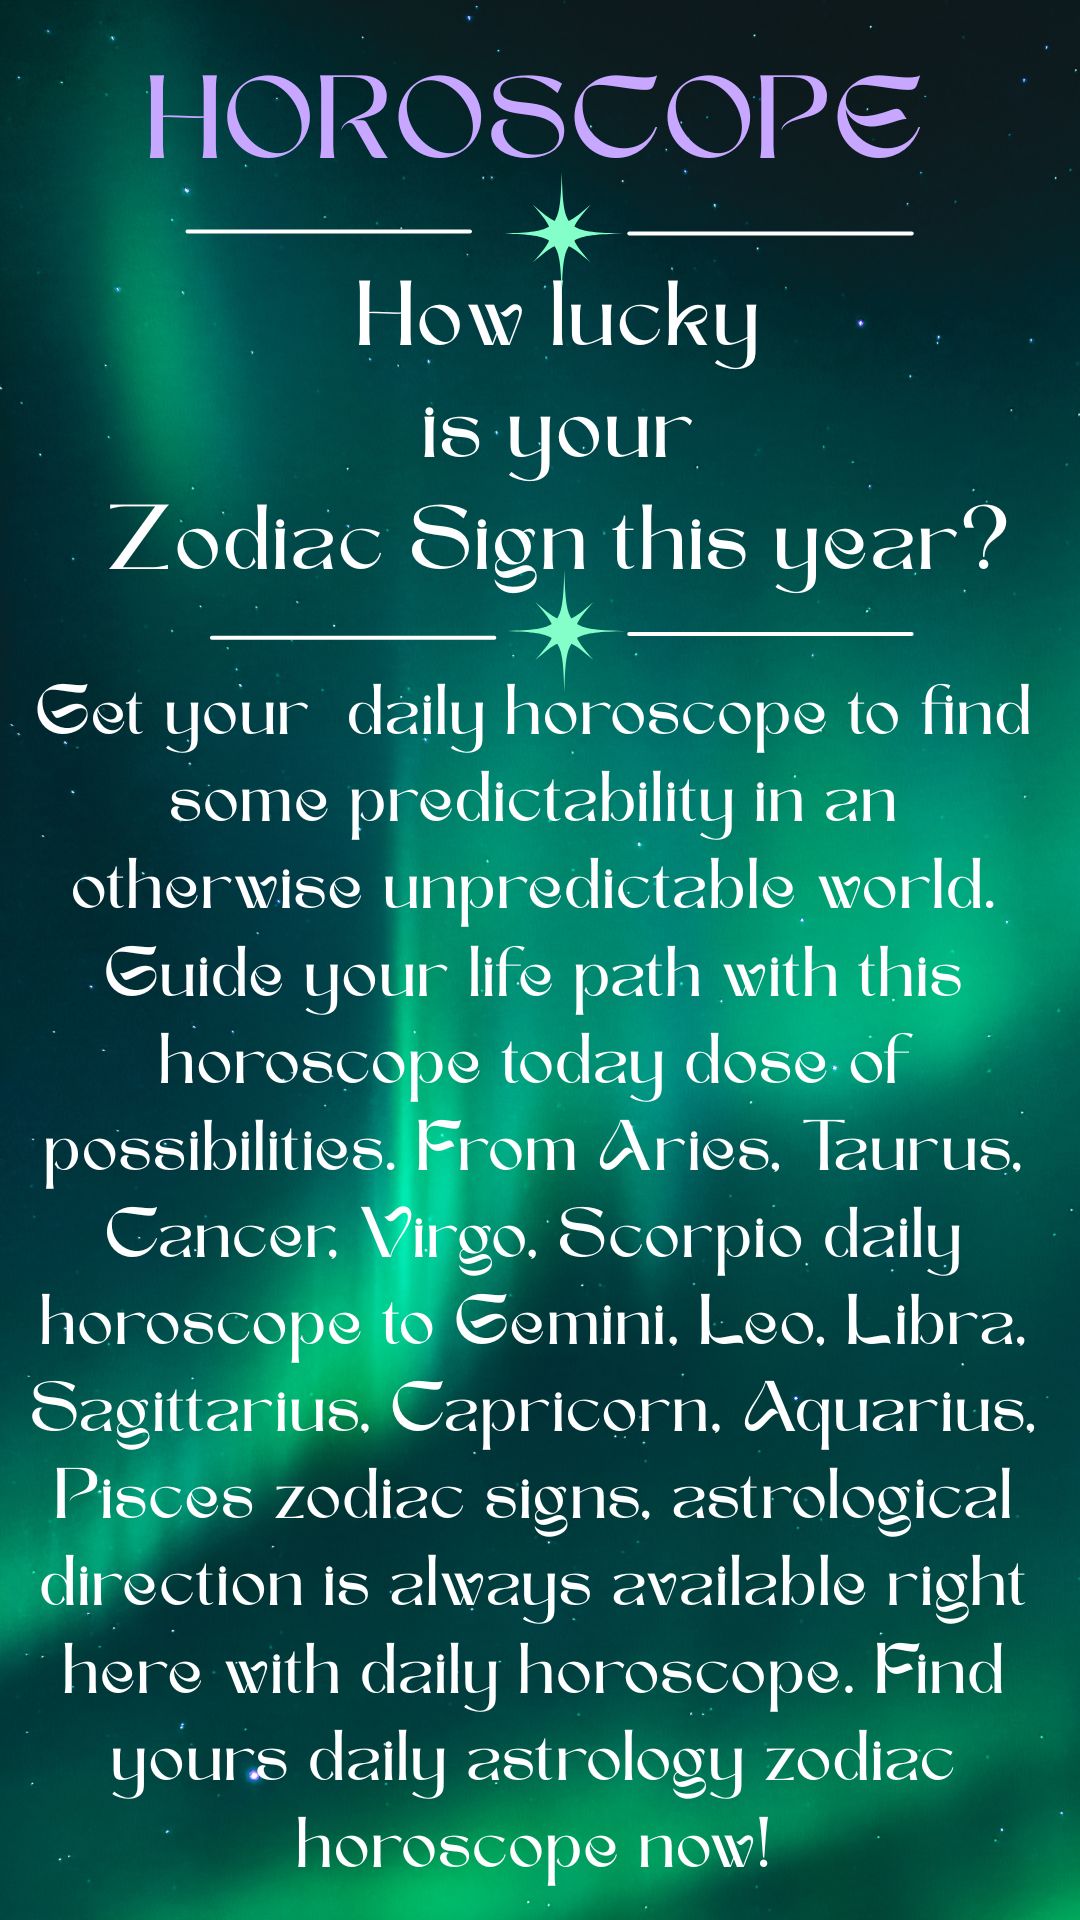 HOROSCOPE
How lucky
is your
Zodiac Sign this year?
Get your daily horoscope to find
some predictability in an
otherwise unpredictable world.
Guide your life path with this
horoscope today dose of
possibilities. From Aries, Taurus,
Cancer, Virgo, Scorpio daily
horoscope to Gemini, Leo, Libra,
Sagittarius, Capricorn, Aquarius,
Pisces zodiac signs, astrological
direction is always available right
here with daily horoscope. Find
yours daily astrology zodiac
horoscope now!